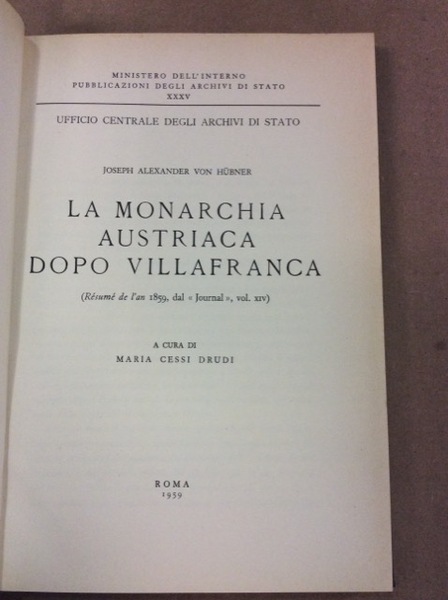 MINISTERO DELL'INTERNO
PUBBLICAZIONI DEGLI ARCHIVI DI STATO
XXXV
UFFICIO CENTRALE DEGLI ARCHIVI DI STATO
JOSEPH ALEXANDER VON HÜBNER
LA MONARCHIA
AUSTRIACA
DOPO VILLAFRANCA
(Résumé de l'an 1859, dal « Journal », vol. XIV)
A CURA DI
MARIA CESSI DRUDI
ROMA
1959